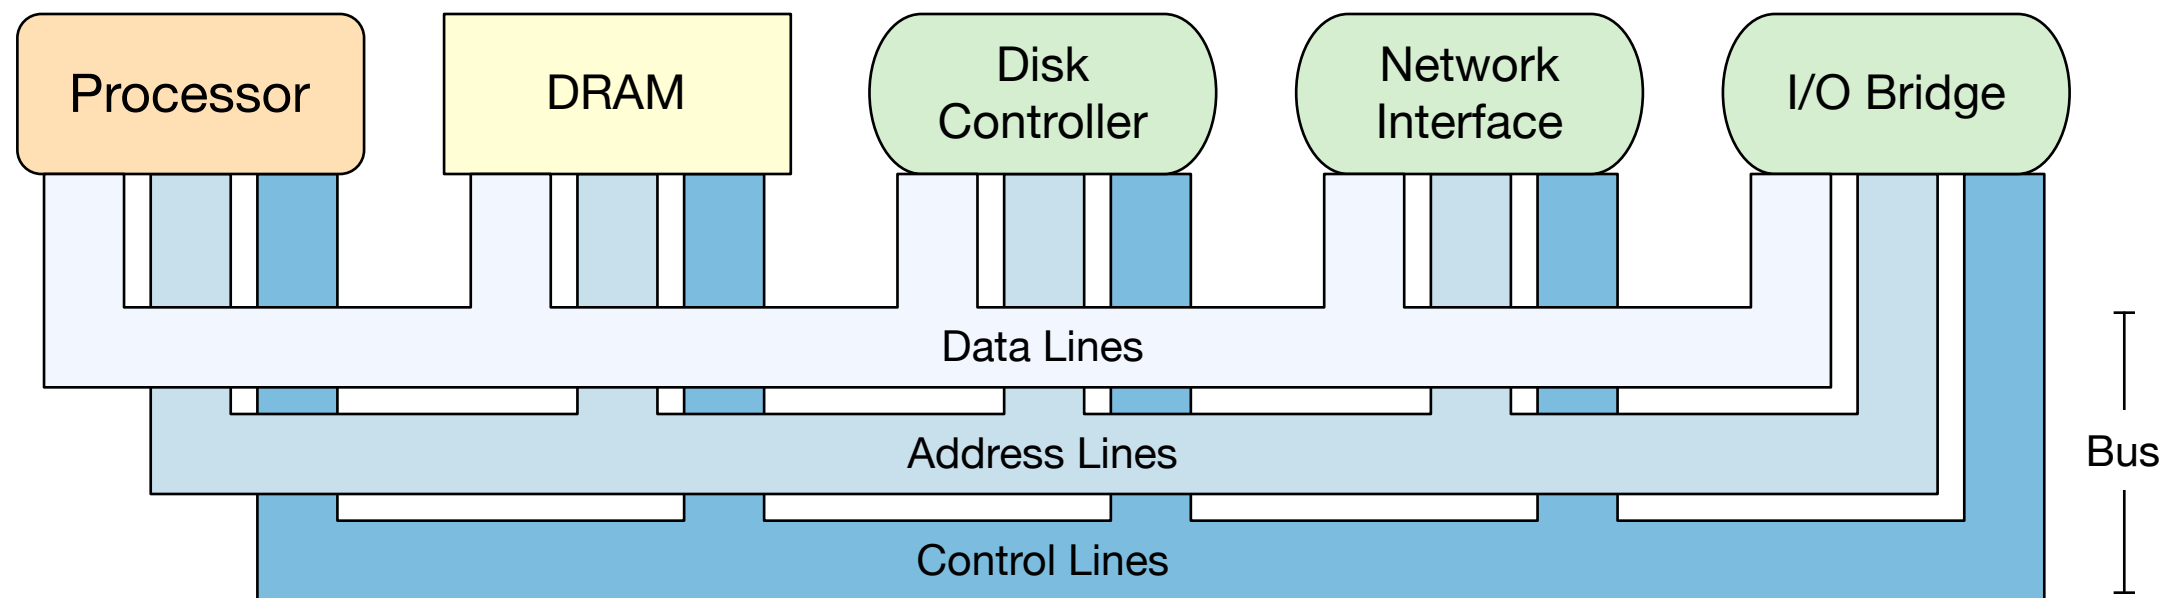 Processor
DRAM
Disk
Controller
Network
Interface
I/O Bridge
Data Lines
Address Lines
Bus
Control Lines